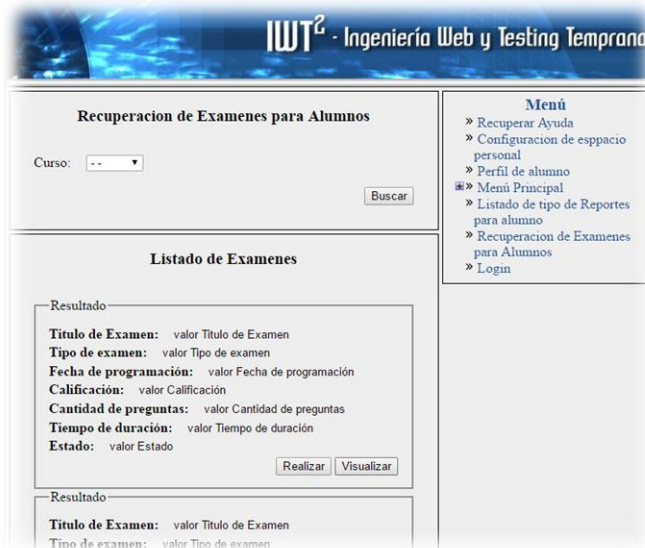 IWT² - Ingeniería Web y Testing Temprano
Recuperacion de Examenes para Alumnos
Curso: --
Buscar
Listado de Examenes
Resultado
Titulo de Examen: valor Titulo de Examen
Tipo de examen: valor Tipo de examen
Fecha de programación: valor Fecha de programación
Calificación: valor Calificación
Cantidad de preguntas: valor Cantidad de preguntas
Tiempo de duración: valor Tiempo de duración
Estado: valor Estado
Realizar Visualizar
Resultado
Titulo de Examen: valor Titulo de Examen
Tipo de examen: valor Tipo de examen
Menú
» Recuperar Ayuda
» Configuracion de esppacio
personal
» Perfil de alumno
» Menú Principal
» Listado de tipo de Reportes
para alumno
» Recuperacion de Examenes
para Alumnos
» Login